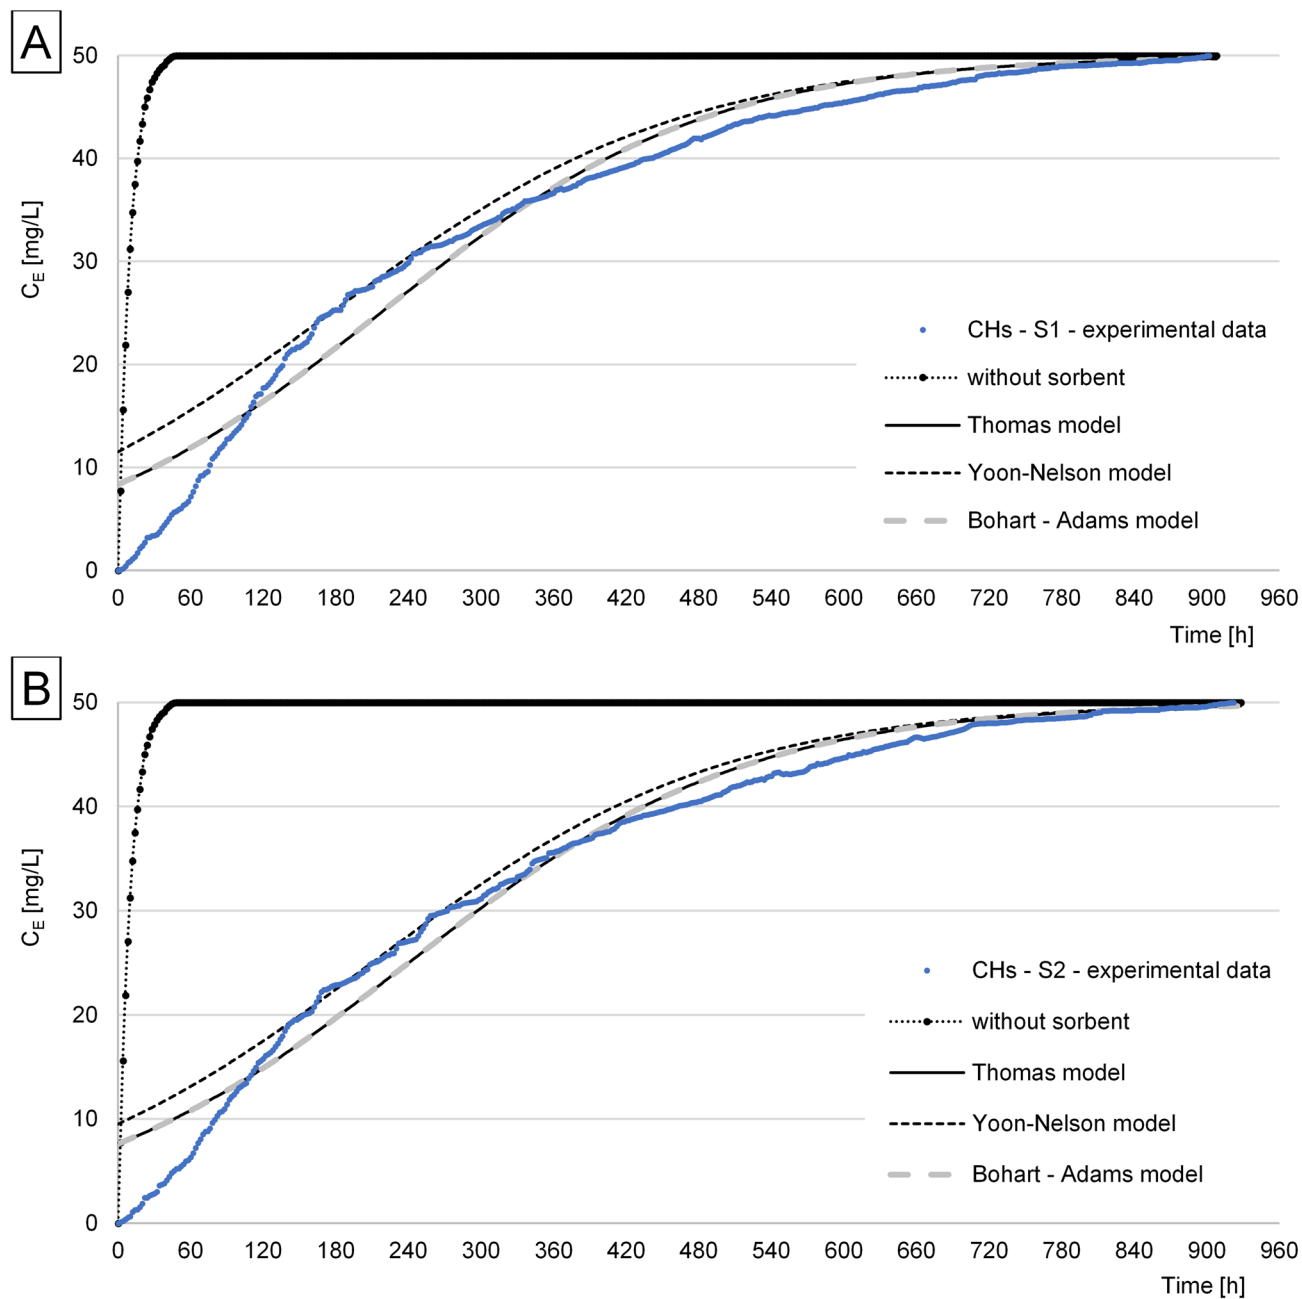 A
50
40
30
20
10
0
C_E [mg/L]
CHs - S1 - experimental data
without sorbent
Thomas model
Yoon-Nelson model
Bohart - Adams model
0 60 120 180 240 300 360 420 480 540 600 660 720 780 840 900 960
Time [h]
B
50
40
30
20
10
0
C_E [mg/L]
CHs - S2 - experimental data
without sorbent
Thomas model
Yoon-Nelson model
Bohart - Adams model
0 60 120 180 240 300 360 420 480 540 600 660 720 780 840 900 960
Time [h]